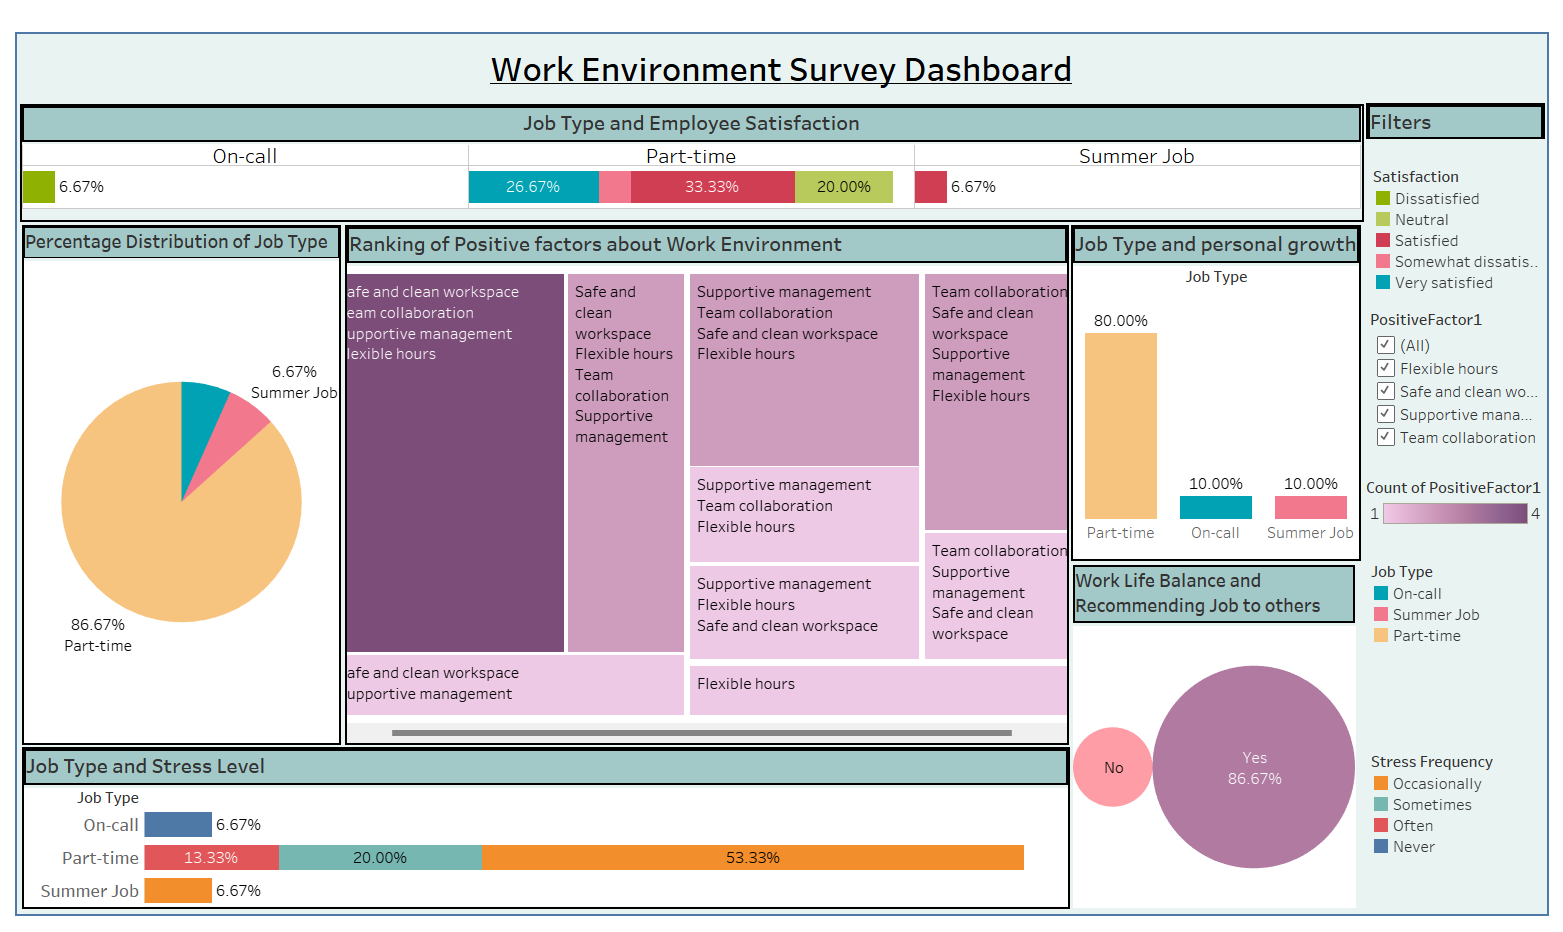 Work Environment Survey Dashboard
Job Type and Employee Satisfaction
On-call
Part-time
Summer Job
6.67%
26.67%
33.33%
20.00%
6.67%
Percentage Distribution of Job Type
6.67%
Summer Job
86.67%
Part-time
Ranking of Positive factors about Work Environment
afe and clean workspace
eam collaboration
upportive management
lexible hours
Safe and
clean
workspace
Flexible hours
Team
collaboration
Supportive
management
Supportive management
Team collaboration
Safe and clean workspace
Flexible hours
Team collaboration
Safe and clean
workspace
Supportive
management
Flexible hours
Supportive management
Team collaboration
Flexible hours
Supportive management
Flexible hours
Safe and clean workspace
Team collaboration
Supportive
management
Safe and clean
workspace
afe and clean workspace
upportive management
Flexible hours
Job Type and personal growth
Job Type
80.00%
10.00%
10.00%
Part-time
On-call
Summer Job
Work Life Balance and
Recommending Job to others
No
Yes
86.67%
Job Type and Stress Level
Job Type
On-call
6.67%
Part-time
13.33%
20.00%
53.33%
Summer Job
6.67%
Filters
Satisfaction
Dissatisfied
Neutral
Satisfied
Somewhat dissatis..
Very satisfied
PositiveFactor1
(All)
Flexible hours
Safe and clean wo...
Supportive mana...
Team collaboration
Count of PositiveFactor1
1
4
Job Type
On-call
Summer Job
Part-time
Stress Frequency
Occasionally
Sometimes
Often
Never